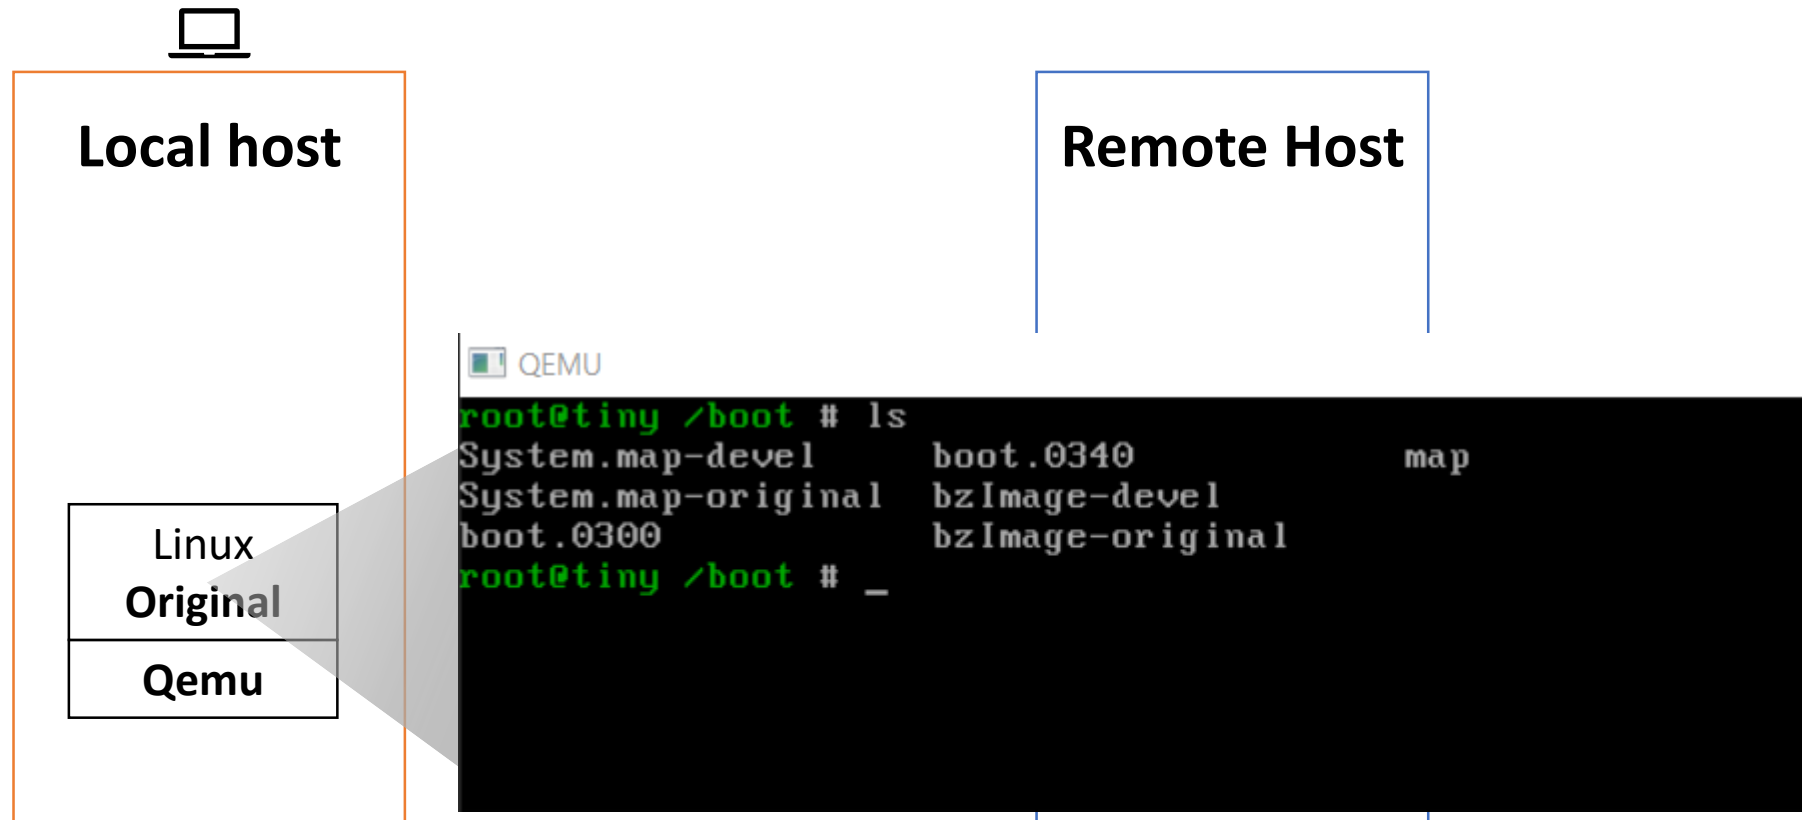 Local host
Remote Host
QEMU
root@tiny /boot # ls
System.map-devel boot.0340 map
System.map-original bzImage-devel
boot.0300 bzImage-original
root@tiny /boot # _
Linux
Original
Qemu